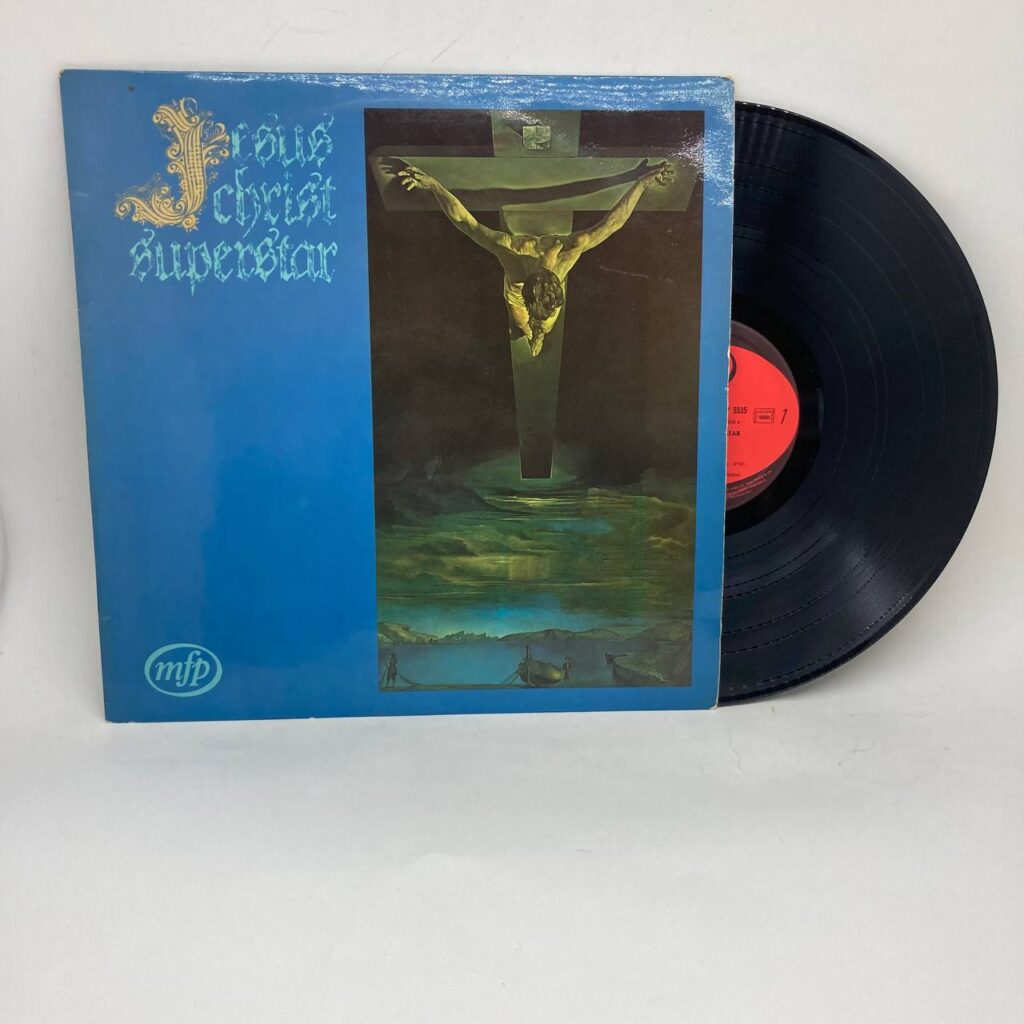 Jesus
christ
superstar
mfp
5535
1
TAR